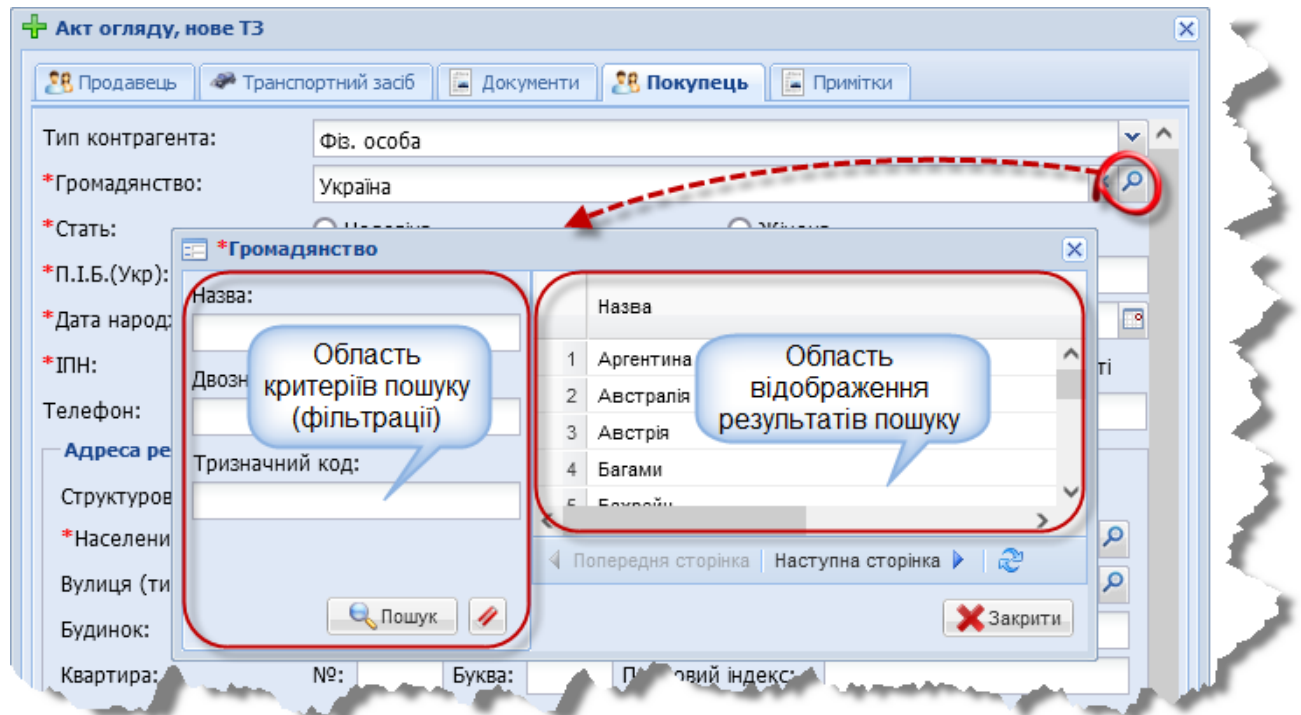 Акт огляду, нове ТЗ
Продавець Транспортний засіб Документи Покупець Примітки
Тип контрагента: Фіз. особа
*Громадянство: Україна
*Стать:
*Громадянство
*П.І.Б.(Укр):
Назва:
Назва
*Дата народ
*ІПН:
1 Аргентина
2 Австралія
3 Австрія
4 Багами
5
Область
критеріїв пошуку
(фільтрації)
Область
відображення
результатів пошуку
Двозн
Телефон:
Тризначний код:
Адреса ре
Структуров
*Населени
Вулиця (ти
Попередня сторінка Наступна сторінка
Пошук
Закрити
Будинок:
Квартира: №: Буква: індекс: